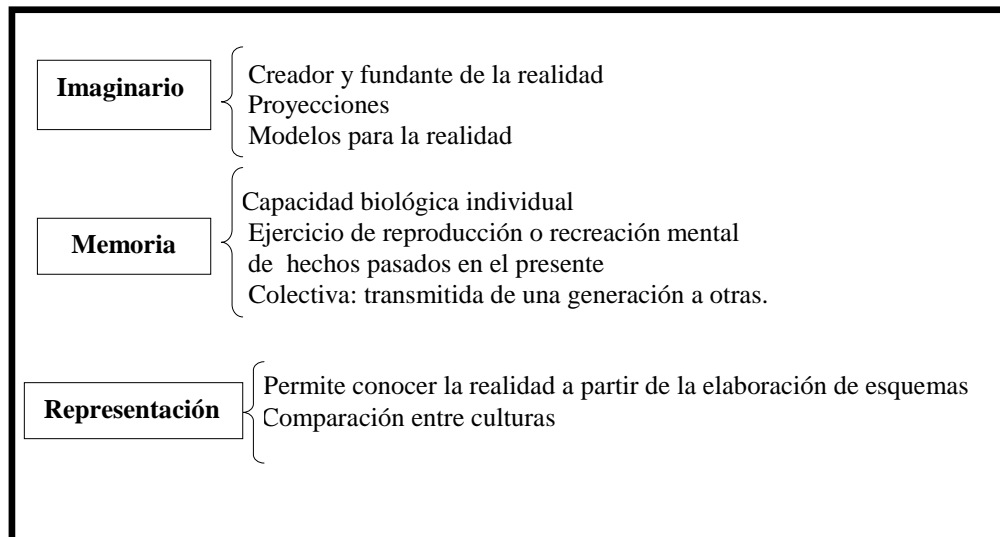 Imaginario
Creador y fundante de la realidad
Proyecciones
Modelos para la realidad
Memoria
Capacidad biológica individual
Ejercicio de reproducción o recreación mental
de hechos pasados en el presente
Colectiva: transmitida de una generación a otras.
Representación
Permite conocer la realidad a partir de la elaboración de esquemas
Comparación entre culturas